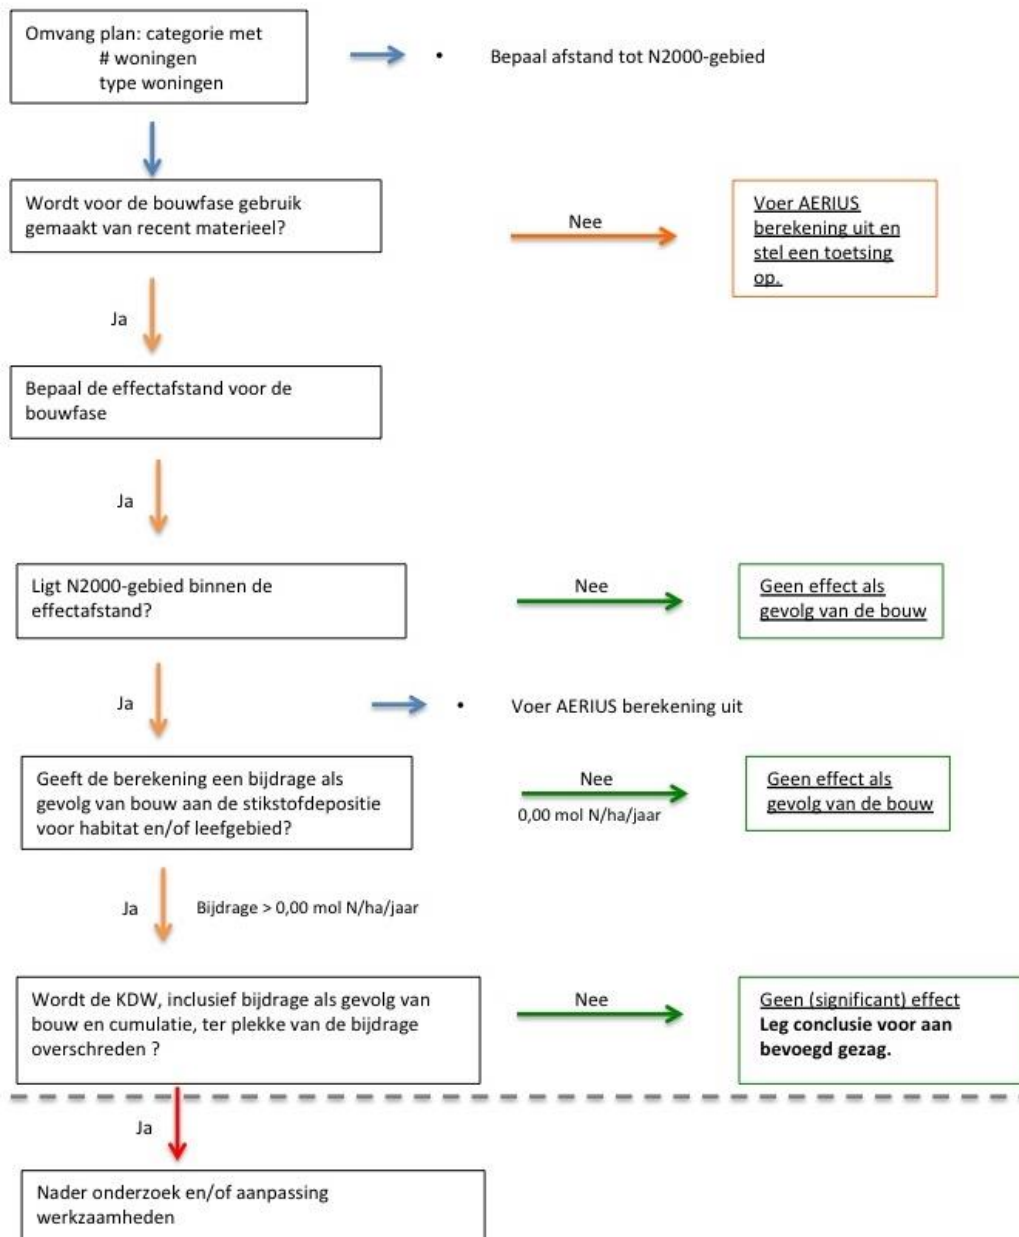 Omvang plan: categorie met
# woningen
type woningen
• Bepaal afstand tot N2000-gebied
Wordt voor de bouwfase gebruik
gemaakt van recent materieel?
Nee
Voer AERIUS
berekening uit en
stel een toetsing
op.
Ja
Bepaal de effectafstand voor de
bouwfase
Ja
Ligt N2000-gebied binnen de
effectafstand?
Nee
Geen effect als
gevolg van de bouw
Ja
• Voer AERIUS berekening uit
Geeft de berekening een bijdrage als
gevolg van bouw aan de stikstofdepositie
voor habitat en/of leefgebied?
Nee
0,00 mol N/ha/jaar
Geen effect als
gevolg van de bouw
Ja
Bijdrage > 0,00 mol N/ha/jaar
Wordt de KDW, inclusief bijdrage als gevolg van
bouw en cumulatie, ter plekke van de bijdrage
overschreden ?
Nee
Geen (significant) effect
Leg conclusie voor aan
bevoegd gezag.
Ja
Nader onderzoek en/of aanpassing
werkzaamheden